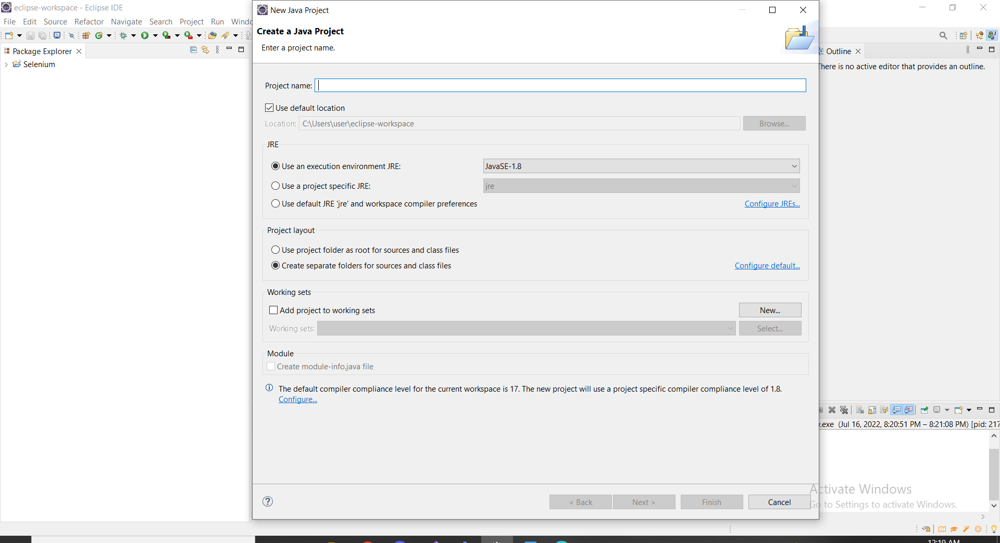 eclipse-workspace - Eclipse IDE
File Edit Source Refactor Navigate Search Project Run
Package Explorer
Selenium
New Java Project
Create a Java Project
Enter a project name.
Project name:
Use default location
Location: C:\Users\user\eclipse-workspace Browse...
JRE
Use an execution environment JRE: JavaSE-1.8
Use a project specific JRE: jre
Use default JRE 'jre' and workspace compiler preferences Configure JREs...
Project layout
Use project folder as root for sources and class files
Create separate folders for sources and class files Configure default...
Working sets
Add project to working sets New...
Working sets: Select...
Module
Create module-info.java file
The default compiler compliance level for the current workspace is 17. The new project will use a project specific compiler compliance level of 1.8.
Configure...
< Back Next > Finish Cancel
Outline
There is no active editor that provides an outline.
.exe (Jul 16, 2022, 8:20:51 PM – 8:21:08 PM) [pid: 217
Activate Windows
Go to Settings to activate Windows.
12:19 AM